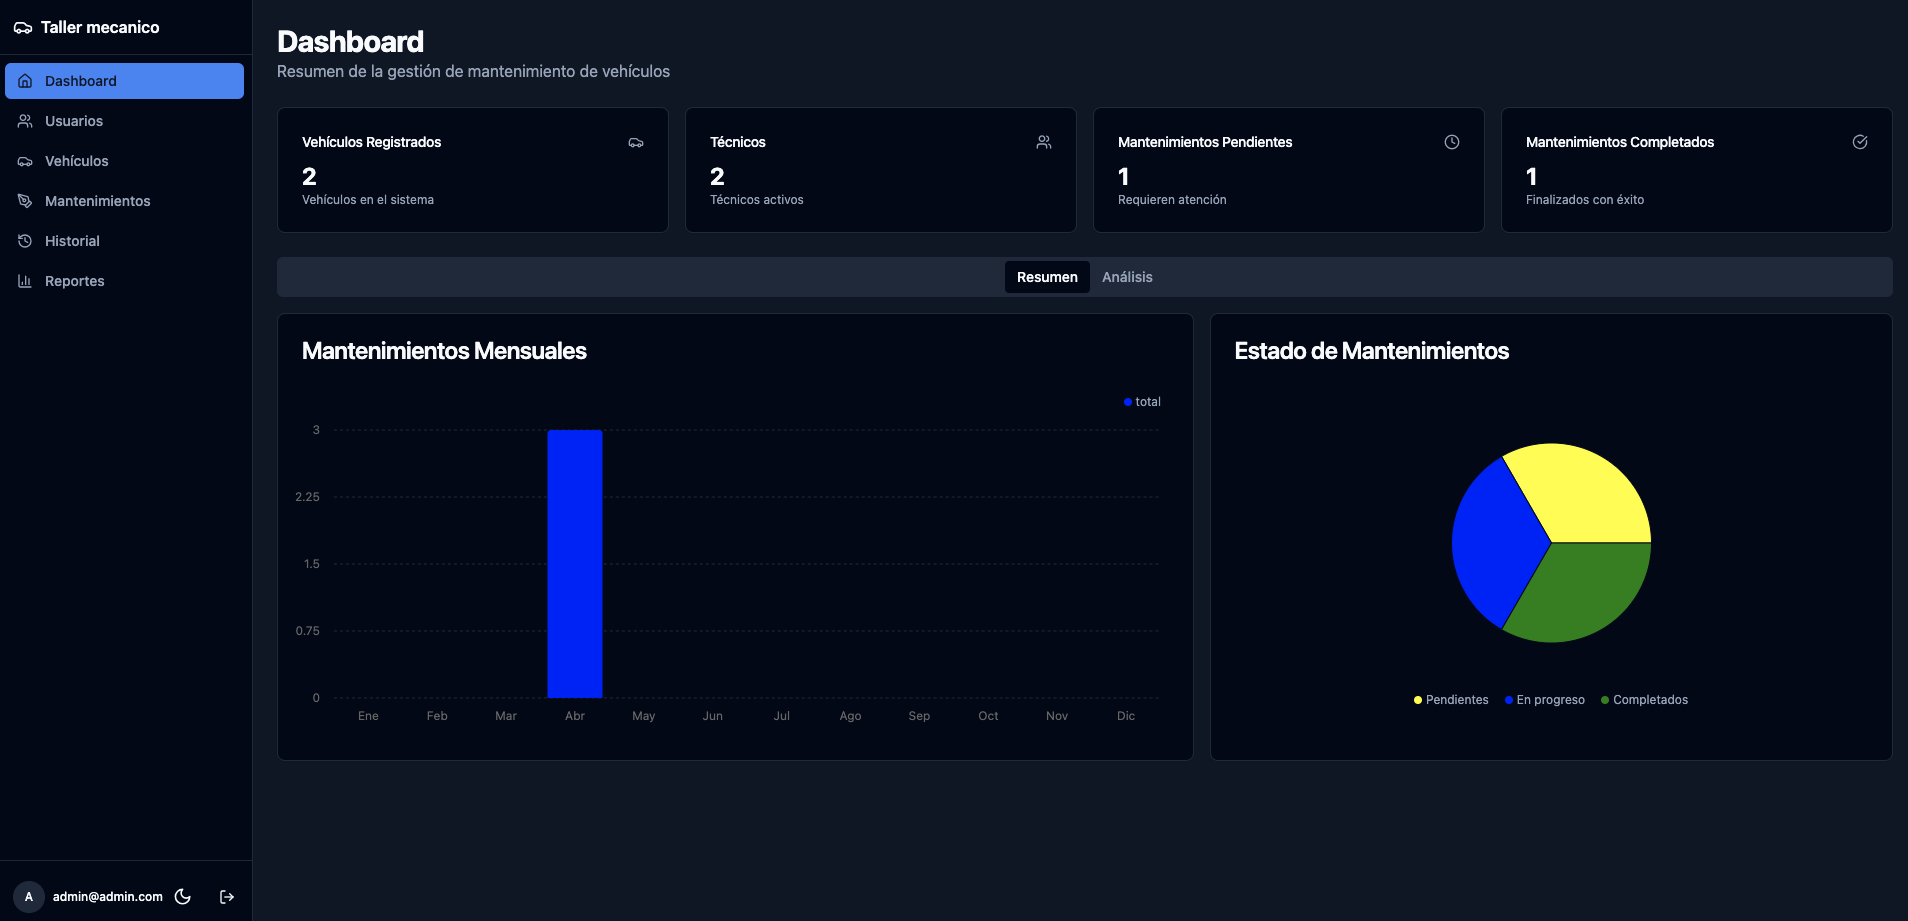 Taller mecanico
Dashboard
Usuarios
Vehículos
Mantenimientos
Historial
Reportes
A admin@admin.com
Dashboard
Resumen de la gestión de mantenimiento de vehículos
Vehículos Registrados
2
Vehículos en el sistema
Técnicos
2
Técnicos activos
Mantenimientos Pendientes
1
Requieren atención
Mantenimientos Completados
1
Finalizados con éxito
Resumen Análisis
Mantenimientos Mensuales
total
3
2.25
1.5
0.75
0
Ene Feb Mar Abr May Jun Jul Ago Sep Oct Nov Dic
Estado de Mantenimientos
Pendientes En progreso Completados